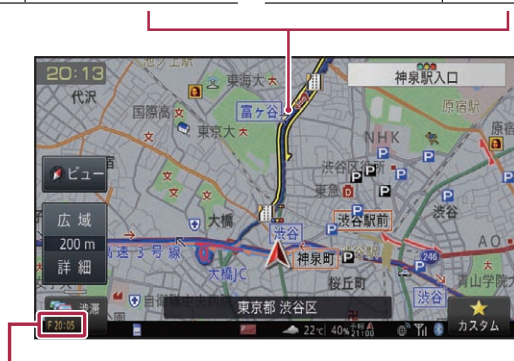 20:13
神泉駅入口
代沢
東海大
原宿駅
国際高
富ケ谷
東京大
NHK
渋谷区役所
ビュー
東急
広域
大橋
渋谷
渋谷駅前
渋谷
200 m
速3号線
神泉町
246
詳細
大橋JC
桜丘町
青山学院大
渋滞
東京都 渋谷区
渋谷
カスタム
F 20:05
22℃
40%